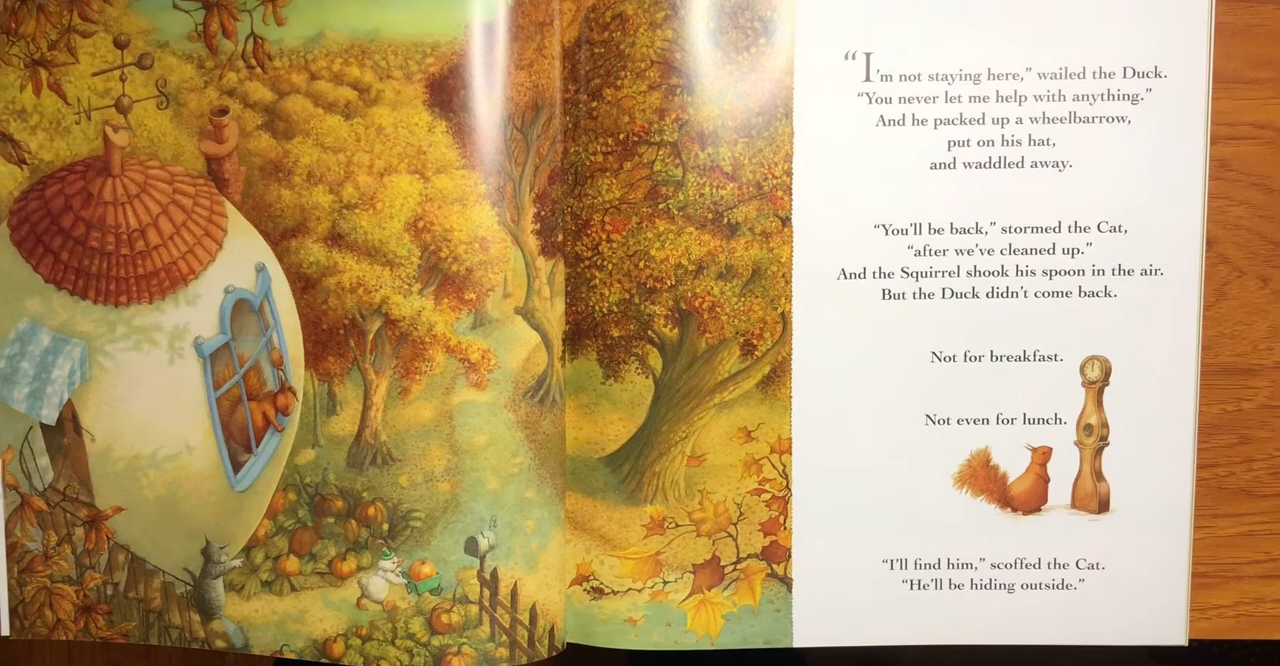 N S
“I’m not staying here,” wailed the Duck.
“You never let me help with anything.”
And he packed up a wheelbarrow,
put on his hat,
and waddled away.
“You’ll be back,” stormed the Cat,
“after we’ve cleaned up.”
And the Squirrel shook his spoon in the air.
But the Duck didn’t come back.
Not for breakfast.
Not even for lunch.
“I’ll find him,” scoffed the Cat.
“He’ll be hiding outside.”